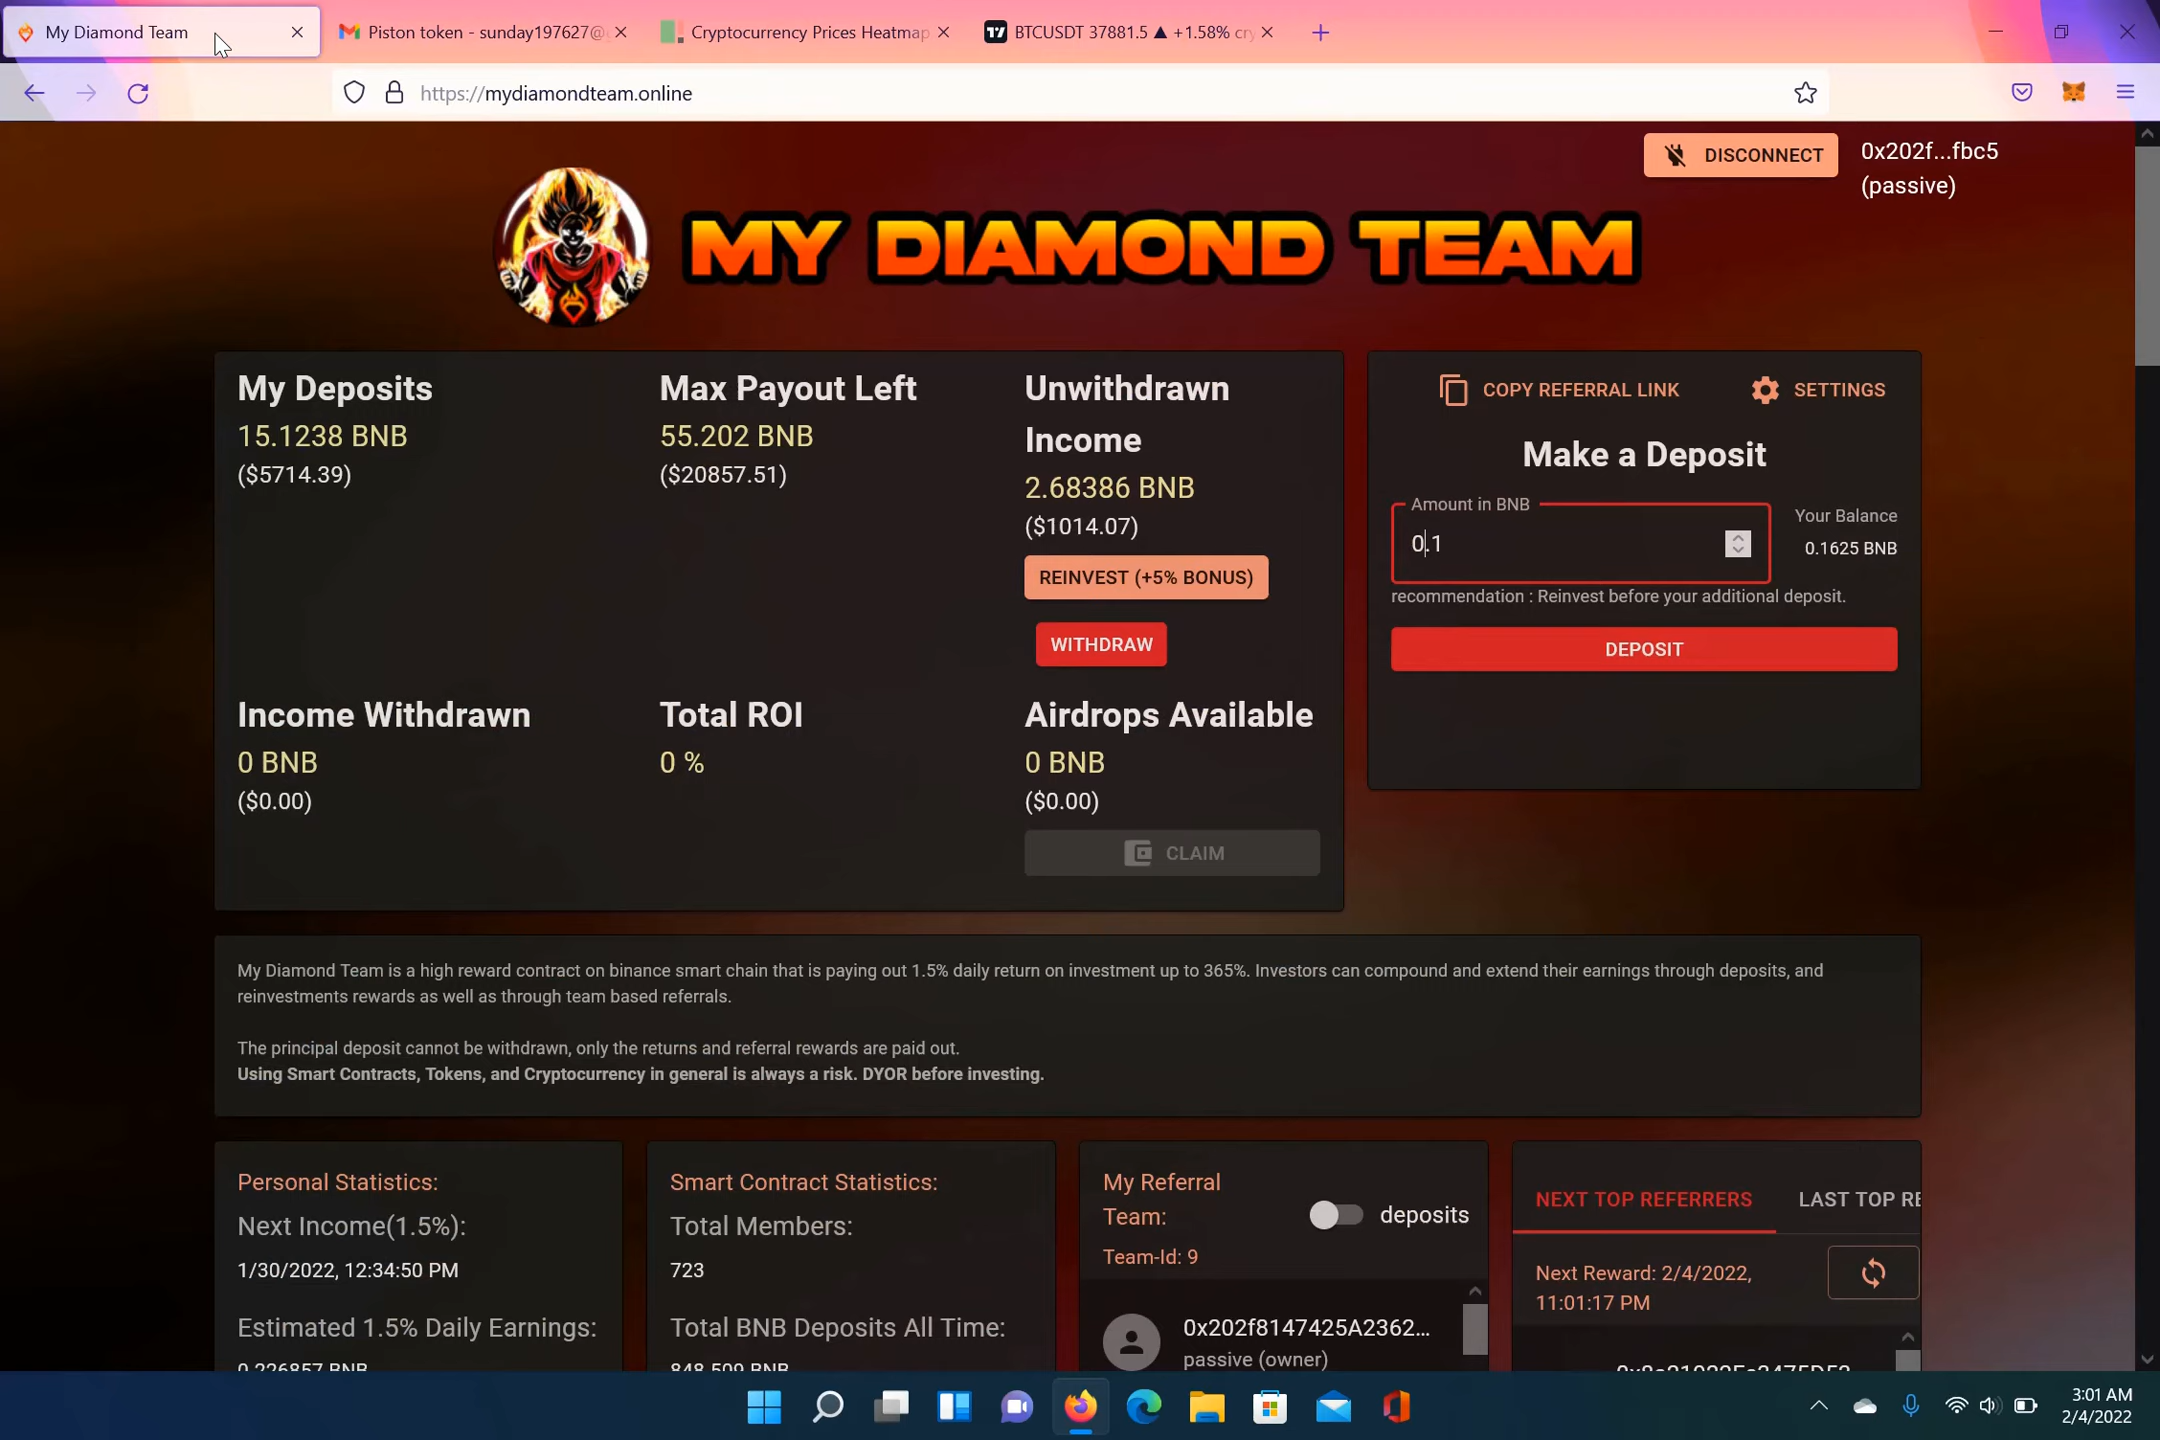 My Diamond Team
Piston token - sunday197627@
Cryptocurrency Prices Heatmap
BTCUSDT 37881.5 ▲ +1.58%
https://mydiamondteam.online
DISCONNECT
0x202f...fbc5
(passive)
MY DIAMOND TEAM
My Deposits
15.1238 BNB
($5714.39)
Max Payout Left
55.202 BNB
($20857.51)
Unwithdrawn
Income
2.68386 BNB
($1014.07)
REINVEST (+5% BONUS)
WITHDRAW
Income Withdrawn
0 BNB
($0.00)
Total ROI
0 %
Airdrops Available
0 BNB
($0.00)
CLAIM
COPY REFERRAL LINK
SETTINGS
Make a Deposit
Amount in BNB
0.1
Your Balance
0.1625 BNB
recommendation : Reinvest before your additional deposit.
DEPOSIT
My Diamond Team is a high reward contract on binance smart chain that is paying out 1.5% daily return on investment up to 365%. Investors can compound and extend their earnings through deposits, and
reinvestments rewards as well as through team based referrals.
The principal deposit cannot be withdrawn, only the returns and referral rewards are paid out.
Using Smart Contracts, Tokens, and Cryptocurrency in general is always a risk. DYOR before investing.
Personal Statistics:
Next Income(1.5%):
1/30/2022, 12:34:50 PM
Estimated 1.5% Daily Earnings:
0.226857 BNB
Smart Contract Statistics:
Total Members:
723
Total BNB Deposits All Time:
848.509 BNB
My Referral
Team:
deposits
Team-Id: 9
0x202f8147425A2362...
passive (owner)
NEXT TOP REFERRERS
LAST TOP RE
Next Reward: 2/4/2022,
11:01:17 PM
3:01 AM
2/4/2022